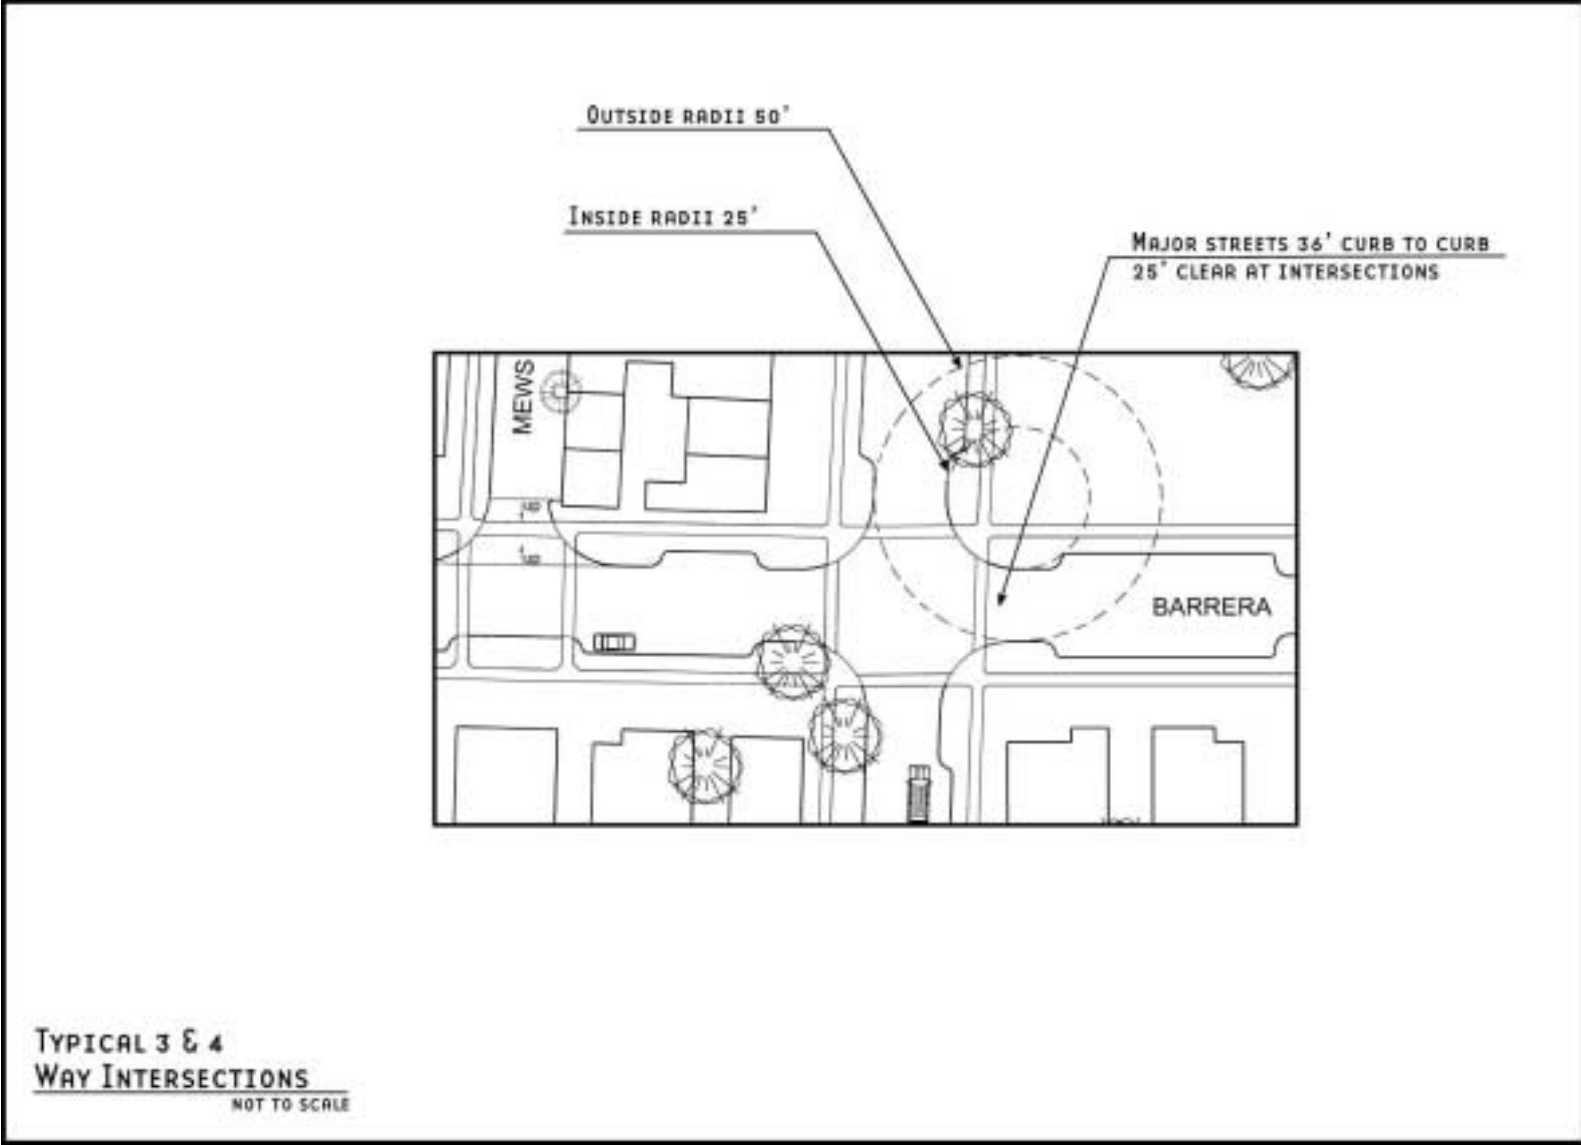 OUTSIDE RADII 50'
INSIDE RADII 25'
MAJOR STREETS 36' CURB TO CURB
25' CLEAR AT INTERSECTIONS
MEWS
BARRERA
TYPICAL 3 & 4
WAY INTERSECTIONS
NOT TO SCALE